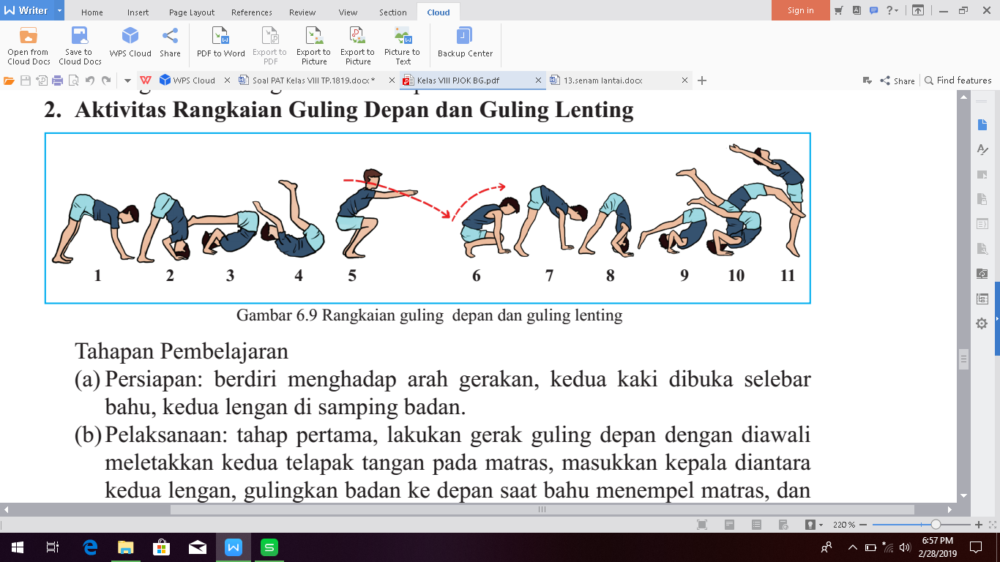 Writer
Home Insert Page Layout References Review View Section Cloud
Sign in
Open from Cloud Docs
Save to Cloud Docs
WPS Cloud
Share
PDF to Word
Export to PDF
Export to Picture
Export to Picture
Picture to Text
Backup Center
WPS Cloud
Soal PAT Kelas VIII TP.1819.docx *
Kelas VIII PJOK BG.pdf
13.senam lantai.docx
Share
Find features
2. Aktivitas Rangkaian Guling Depan dan Guling Lenting
1 2 3 4 5 6 7 8 9 10 11
Gambar 6.9 Rangkaian guling depan dan guling lenting
Tahapan Pembelajaran
(a) Persiapan: berdiri menghadap arah gerakan, kedua kaki dibuka selebar
bahu, kedua lengan di samping badan.
(b) Pelaksanaan: tahap pertama, lakukan gerak guling depan dengan diawali
meletakkan kedua telapak tangan pada matras, masukkan kepala diantara
kedua lengan, gulingkan badan ke depan saat bahu menempel matras, dan
220 %
6:57 PM
2/28/2019